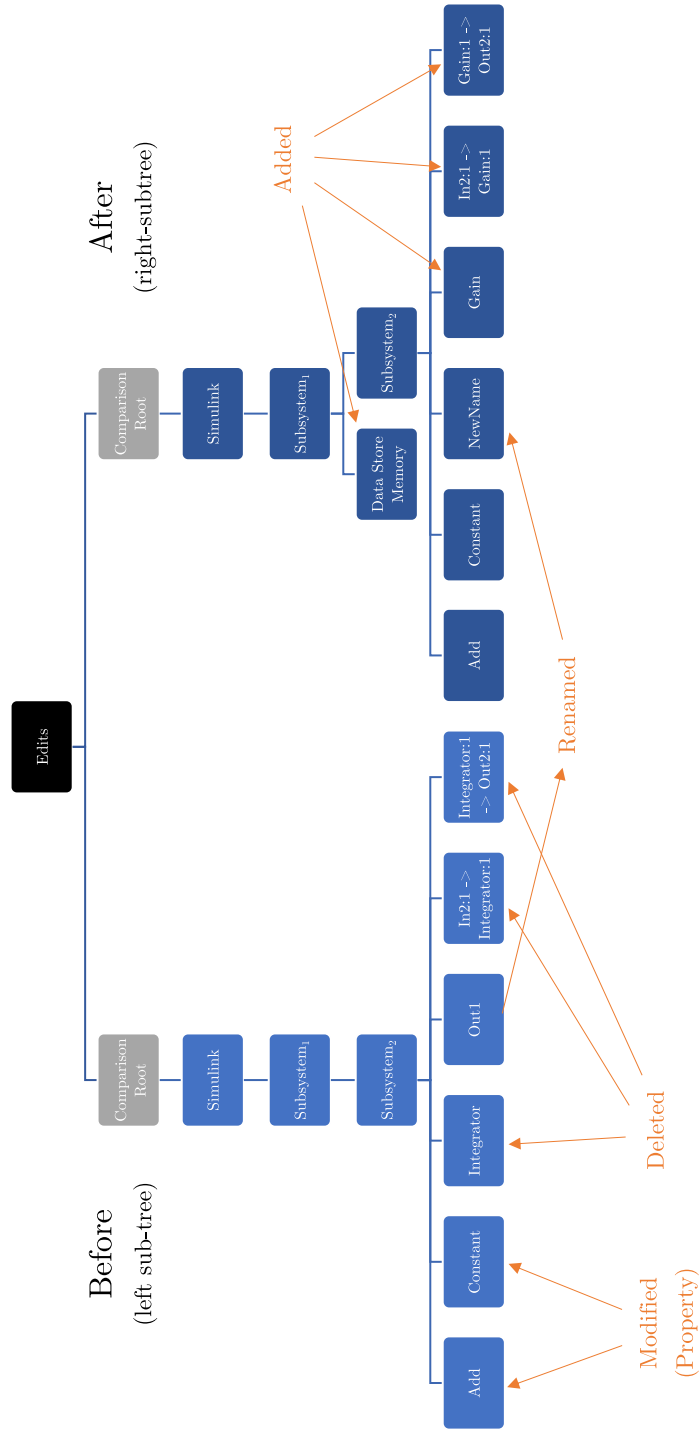 Edits
Before
(left sub-tree)
After
(right-subtree)
Comparison
Root
Comparison
Root
Simulink
Simulink
Added
Subsystem₁
Subsystem₁
Subsystem₂
Data Store
Memory
Subsystem₂
Add
Constant
Integrator
Out1
In2:1 ->
Integrator:1
Integrator:1
-> Out2:1
Add
Constant
NewName
Gain
In2:1 ->
Gain:1
Gain:1 ->
Out2:1
Renamed
Modified
(Property)
Deleted